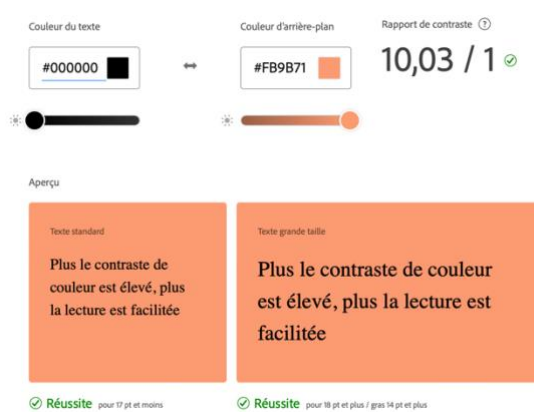 Couleur du texte
Couleur d'arrière-plan
Rapport de contraste ?
#000000
#FB9B71
10,03 / 1
Aperçu
Texte standard
Plus le contraste de
couleur est élevé, plus
la lecture est facilitée
Texte grande taille
Plus le contraste de couleur
est élevé, plus la lecture est
facilitée
Réussite pour 17 pt et moins
Réussite pour 18 pt et plus / gras 14 pt et plus